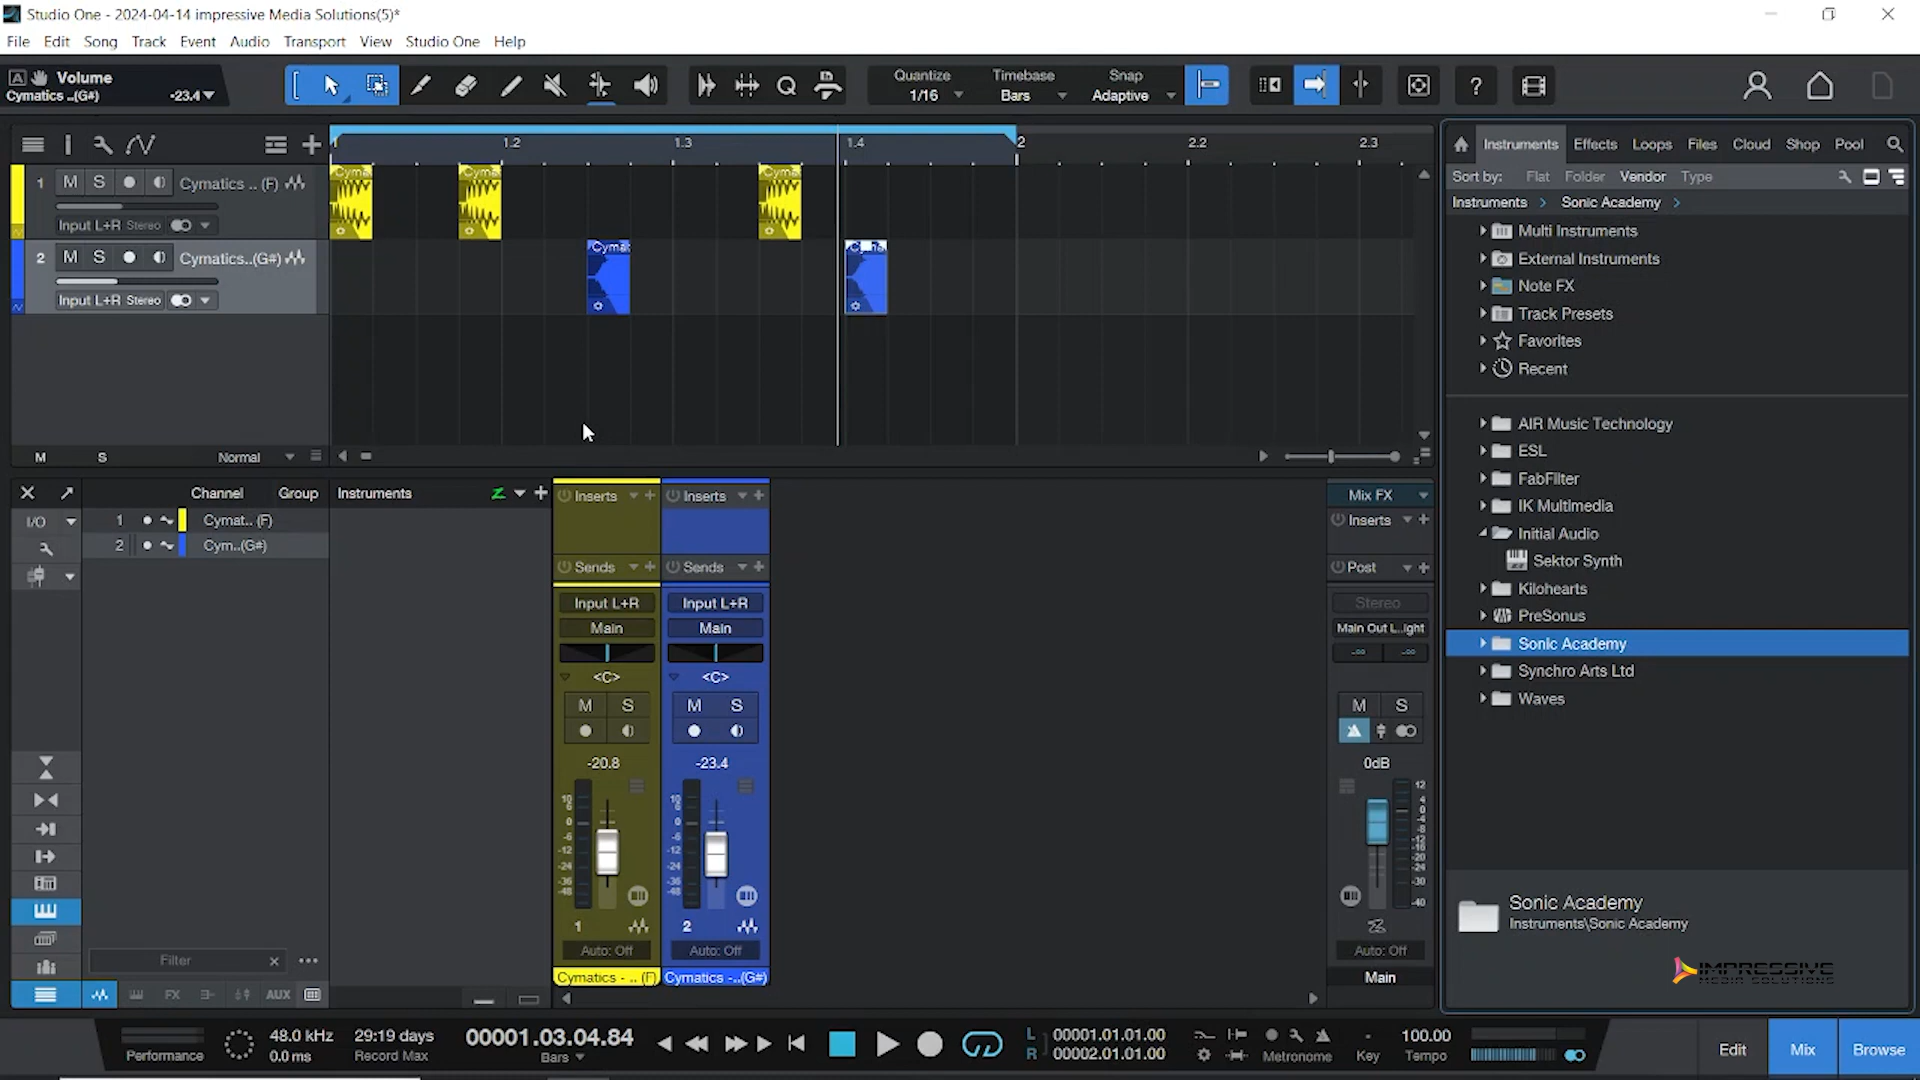 Studio One - 2024-04-14 impressive Media Solutions(5)*
File Edit Song Track Event Audio Transport View Studio One Help
Volume
Cymatics ..(G#) -23.4
Quantize 1/16
Timebase Bars
Snap Adaptive
Instruments Effects Loops Files Cloud Shop Pool
Sort by: Flat Folder Vendor Type
Instruments Sonic Academy
1 1.2 1.3 1.4 2 2.2 2.3
1 M S Cymatics .. (F)
Input L+R Stereo
2 M S Cymatics..(G#)
Input L+R Stereo
Multi Instruments
External Instruments
Note FX
Track Presets
Favorites
Recent
AIR Music Technology
ESL
FabFilter
IK Multimedia
Initial Audio
Sektor Synth
Kilohearts
PreSonus
Sonic Academy
Synchro Arts Ltd
Waves
M S Normal
Channel Group Instruments
I/O
1 Cymat.. (F)
2 Cym..(G#)
Inserts Inserts
Sends Sends
Input L+R Input L+R
Main Main
<C> <C>
M S M S
-20.8 -23.4
1 2
Auto: Off Auto: Off
Cymatics - .. (F) Cymatics -..(G#)
Mix FX
Inserts
Post
Stereo
Main Out L..ight
M S
0dB
Auto: Off
Main
Filter
FX AUX
Sonic Academy
Instruments\Sonic Academy
IMPRESSIVE
MEDIA SOLUTIONS
Performance
48.0 kHz
0.0 ms
29:19 days
Record Max
00001.03.04.84
Bars
L 00001.01.01.00
R 00002.01.01.00
Metronome
Key
100.00
Tempo
Edit Mix Browse